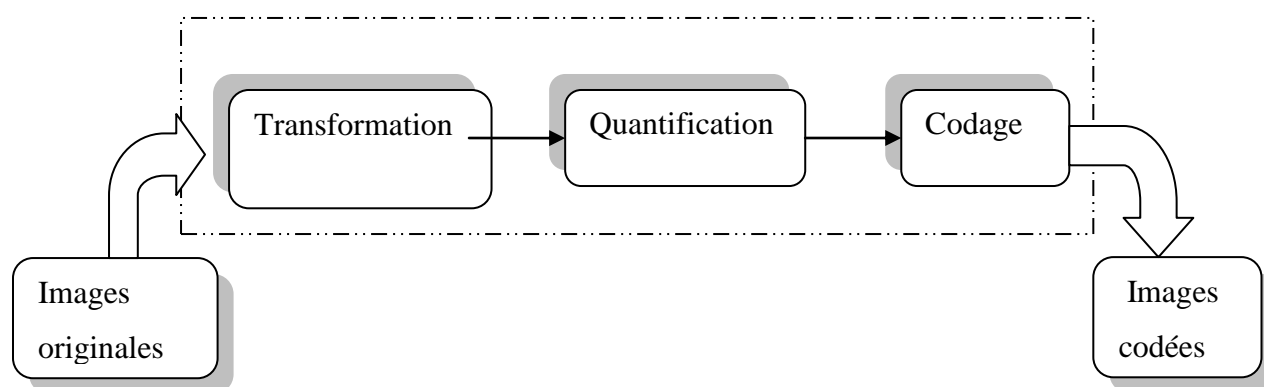 Transformation
Quantification
Codage
Images
originales
Images
codées